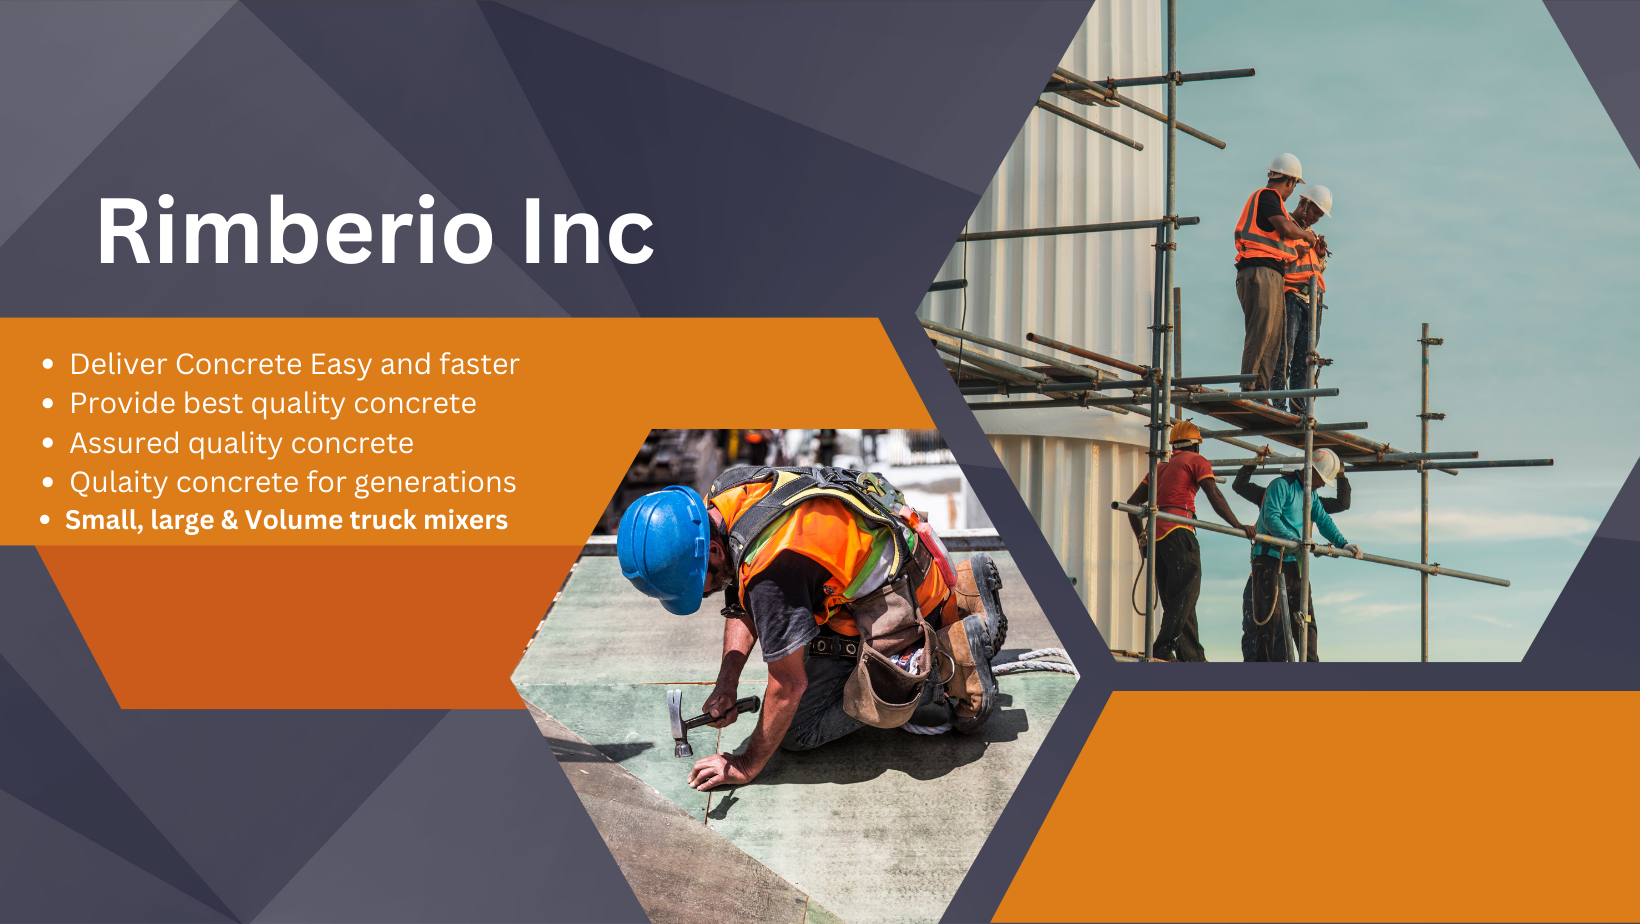 Rimberio Inc
• Deliver Concrete Easy and faster
• Provide best quality concrete
• Assured quality concrete
• Qulaity concrete for generations
• Small, large & Volume truck mixers